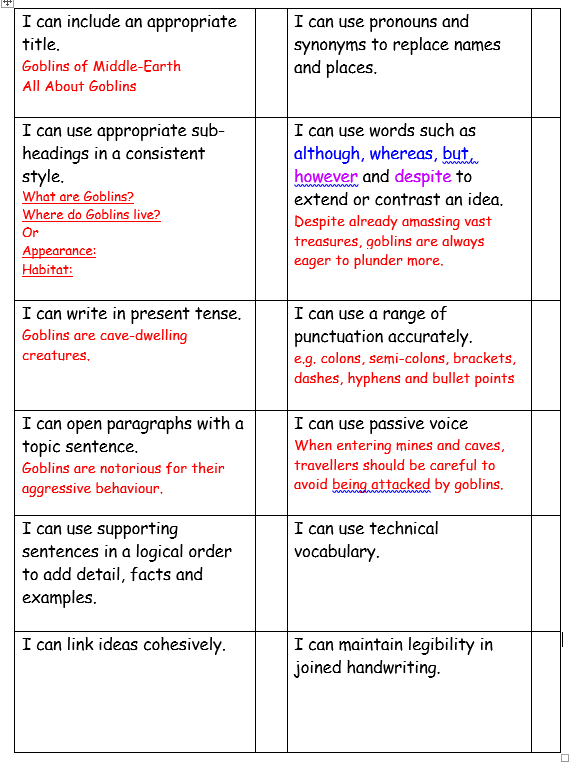 I can include an appropriate
title.
Goblins of Middle-Earth
All About Goblins
I can use pronouns and
synonyms to replace names
and places.
I can use appropriate sub-
headings in a consistent
style.
What are Goblins?
Where do Goblins live?
Or
Appearance:
Habitat:
I can use words such as
although, whereas, but,
however and despite to
extend or contrast an idea.
Despite already amassing vast
treasures, goblins are always
eager to plunder more.
I can write in present tense.
Goblins are cave-dwelling
creatures.
I can use a range of
punctuation accurately.
e.g. colons, semi-colons, brackets,
dashes, hyphens and bullet points
I can open paragraphs with a
topic sentence.
Goblins are notorious for their
aggressive behaviour.
I can use passive voice
When entering mines and caves,
travellers should be careful to
avoid being attacked by goblins.
I can use supporting
sentences in a logical order
to add detail, facts and
examples.
I can use technical
vocabulary.
I can link ideas cohesively.
I can maintain legibility in
joined handwriting.